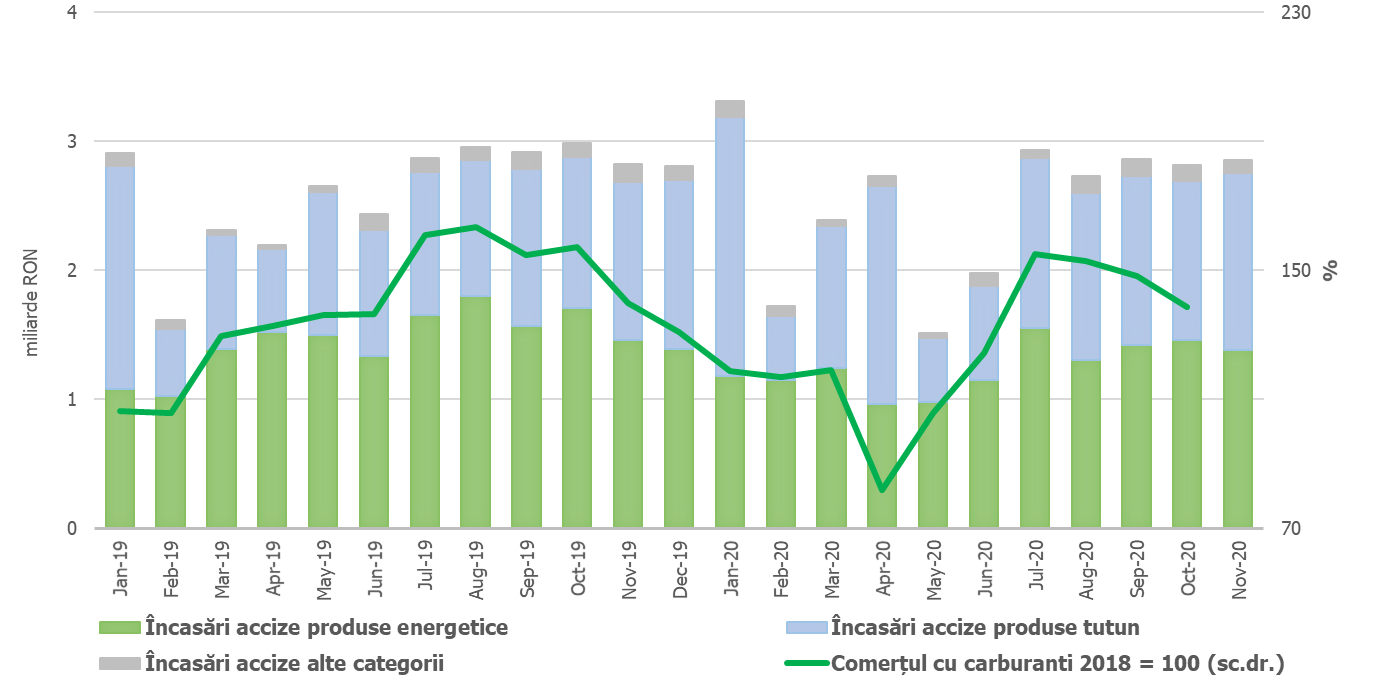 4
3
2
1
0
miliarde RON
230
150
70
%
Jan-19
Feb-19
Mar-19
Apr-19
May-19
Jun-19
Jul-19
Aug-19
Sep-19
Oct-19
Nov-19
Dec-19
Jan-20
Feb-20
Mar-20
Apr-20
May-20
Jun-20
Jul-20
Aug-20
Sep-20
Oct-20
Nov-20
Încasări accize produse energetice
Încasări accize produse tutun
Încasări accize alte categorii
Comerțul cu carburanti 2018 = 100 (sc.dr.)